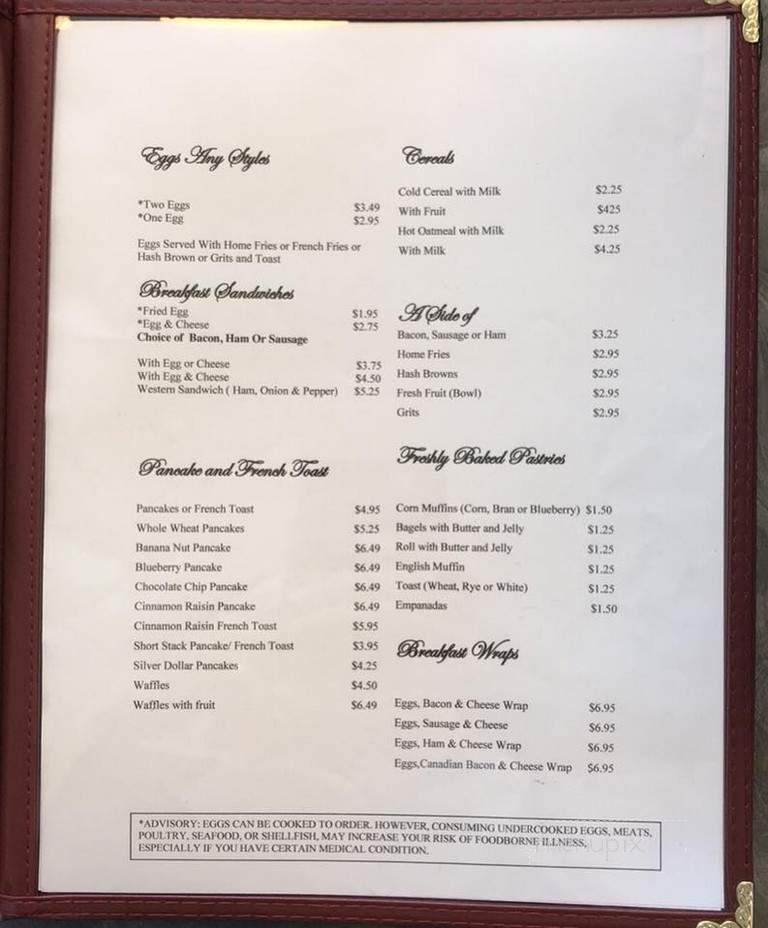 Eggs Any Styles
*Two Eggs $3.49
*One Egg $2.95
Eggs Served With Home Fries or French Fries or
Hash Brown or Grits and Toast
Breakfast Sandwiches
*Fried Egg $1.95
*Egg & Cheese $2.75
Choice of Bacon, Ham Or Sausage
With Egg or Cheese $3.75
With Egg & Cheese $4.50
Western Sandwich ( Ham, Onion & Pepper) $5.25
Pancake and French Toast
Pancakes or French Toast $4.95
Whole Wheat Pancakes $5.25
Banana Nut Pancake $6.49
Blueberry Pancake $6.49
Chocolate Chip Pancake $6.49
Cinnamon Raisin Pancake $6.49
Cinnamon Raisin French Toast $5.95
Short Stack Pancake/ French Toast $3.95
Silver Dollar Pancakes $4.25
Waffles $4.50
Waffles with fruit $6.49
Cereals
Cold Cereal with Milk $2.25
With Fruit $425
Hot Oatmeal with Milk $2.25
With Milk $4.25
A Side of
Bacon, Sausage or Ham $3.25
Home Fries $2.95
Hash Browns $2.95
Fresh Fruit (Bowl) $2.95
Grits $2.95
Freshly Baked Pastries
Corn Muffins (Corn, Bran or Blueberry) $1.50
Bagels with Butter and Jelly $1.25
Roll with Butter and Jelly $1.25
English Muffin $1.25
Toast (Wheat, Rye or White) $1.25
Empanadas $1.50
Breakfast Wraps
Eggs, Bacon & Cheese Wrap $6.95
Eggs, Sausage & Cheese $6.95
Eggs, Ham & Cheese Wrap $6.95
Eggs,Canadian Bacon & Cheese Wrap $6.95
*ADVISORY: EGGS CAN BE COOKED TO ORDER. HOWEVER, CONSUMING UNDERCOOKED EGGS, MEATS,
POULTRY, SEAFOOD, OR SHELLFISH, MAY INCREASE YOUR RISK OF FOODBORNE ILLNESS,
ESPECIALLY IF YOU HAVE CERTAIN MEDICAL CONDITION.
menupix